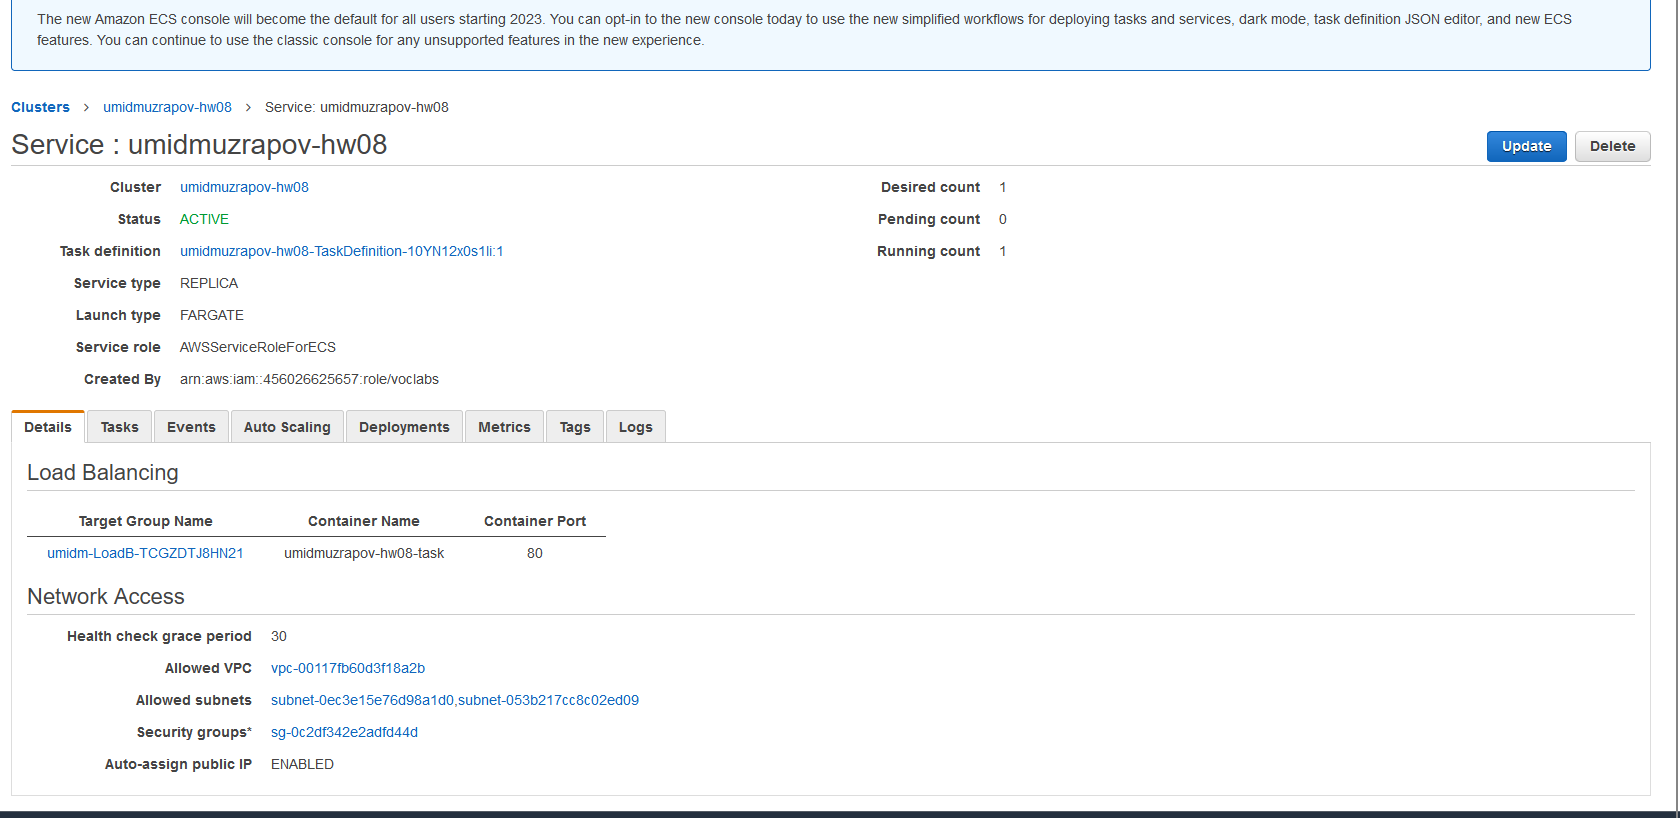 The new Amazon ECS console will become the default for all users starting 2023. You can opt-in to the new console today to use the new simplified workflows for deploying tasks and services, dark mode, task definition JSON editor, and new ECS
features. You can continue to use the classic console for any unsupported features in the new experience.
Clusters > umidmuzrapov-hw08 > Service: umidmuzrapov-hw08
Service : umidmuzrapov-hw08
Update Delete
Cluster umidmuzrapov-hw08 Desired count 1
Status ACTIVE Pending count 0
Task definition umidmuzrapov-hw08-TaskDefinition-10YN12x0s1li:1 Running count 1
Service type REPLICA
Launch type FARGATE
Service role AWSServiceRoleForECS
Created By arn:aws:iam::456026625657:role/voclabs
Details Tasks Events Auto Scaling Deployments Metrics Tags Logs
Load Balancing
Target Group Name Container Name Container Port
umidm-LoadB-TCGZDTJ8HN21 umidmuzrapov-hw08-task 80
Network Access
Health check grace period 30
Allowed VPC vpc-00117fb60d3f18a2b
Allowed subnets subnet-0ec3e15e76d98a1d0,subnet-053b217cc8c02ed09
Security groups* sg-0c2df342e2adfd44d
Auto-assign public IP ENABLED